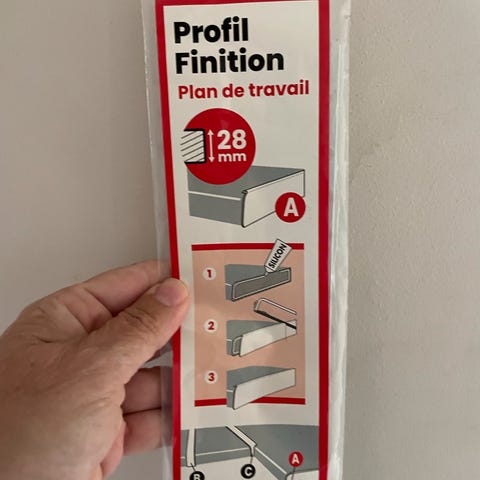 Profil
Finition
Plan de travail
28
mm
A
SILICON
1
2
3
B
C
A